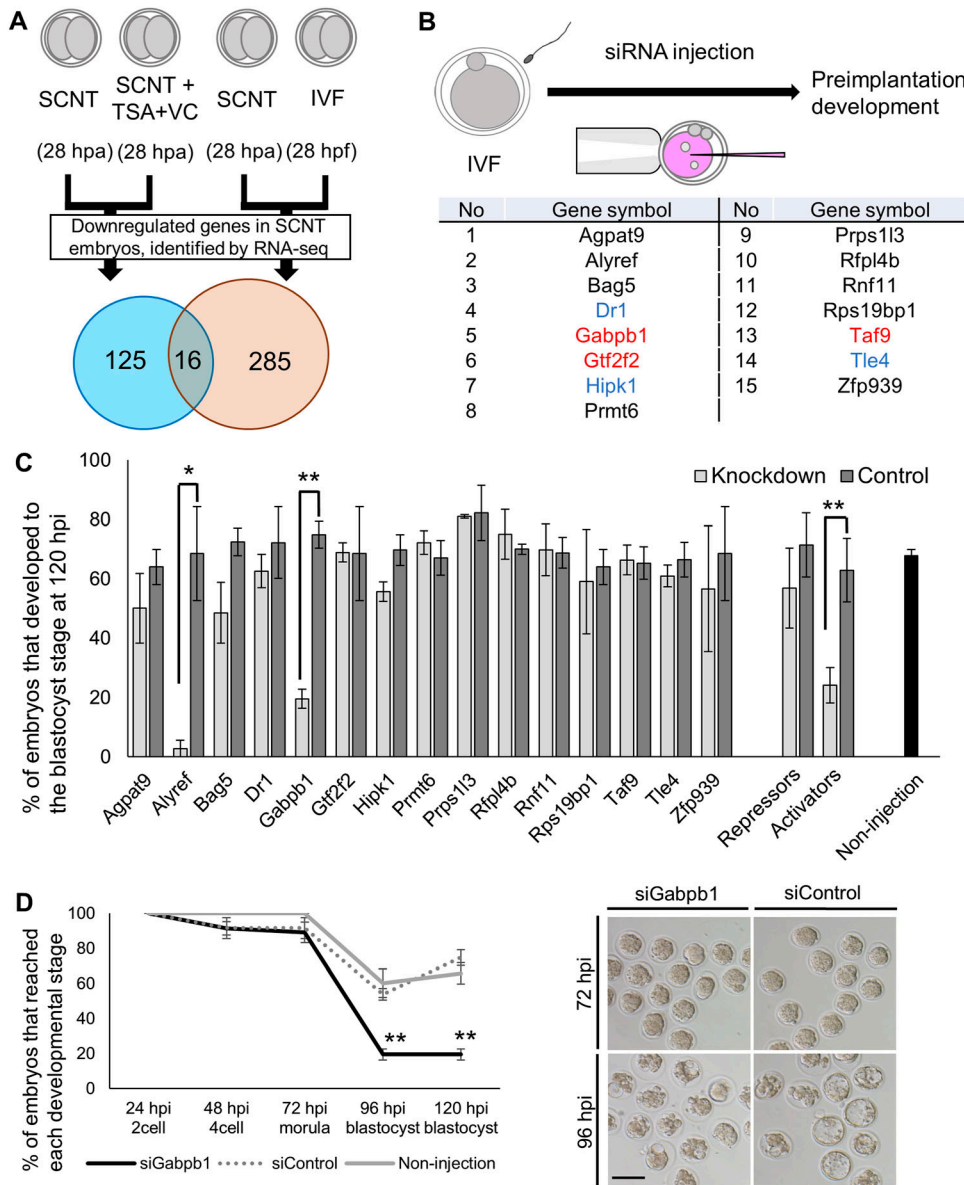 A
SCNT
SCNT +
TSA+VC
SCNT
IVF
(28 hpa)
(28 hpa)
(28 hpa)
(28 hpf)
Downregulated genes in SCNT
embryos, identified by RNA-seq
125
16
285
B
siRNA injection
Preimplantation
development
IVF
No Gene symbol No Gene symbol
1 Agpat9 9 Prps1l3
2 Alyref 10 Rfpl4b
3 Bag5 11 Rnf11
4 Dr1 12 Rps19bp1
5 Gabpb1 13 Taf9
6 Gtf2f2 14 Tle4
7 Hipk1 15 Zfp939
8 Prmt6
C
% of embryos that developed to
the blastocyst stage at 120 hpi
100
80
60
40
20
0
*
**
**
Knockdown
Control
Agpat9
Alyref
Bag5
Dr1
Gabpb1
Gtf2f2
Hipk1
Prmt6
Prps1l3
Rfpl4b
Rnf11
Rps19bp1
Taf9
Tle4
Zfp939
Repressors
Activators
Non-injection
D
% of embryos that reached
each developmental stage
100
80
60
40
20
0
**
**
24 hpi
2cell
48 hpi
4cell
72 hpi
morula
96 hpi
blastocyst
120 hpi
blastocyst
siGabpb1
siControl
Non-injection
siGabpb1
siControl
72 hpi
96 hpi